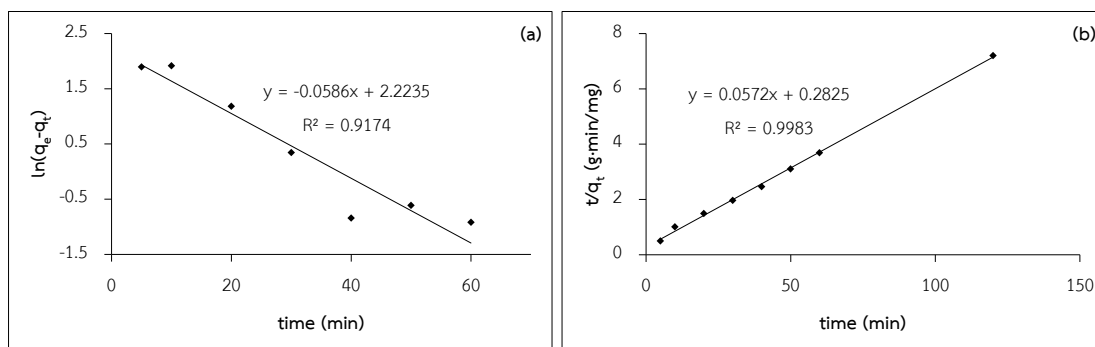 (a)
2.5
1.5
0.5
-0.5
-1.5
ln(qₑ-qₜ)
y = -0.0586x + 2.2235
R² = 0.9174
0 20 40 60
time (min)
(b)
8
6
4
2
0
t/qₜ (g·min/mg)
y = 0.0572x + 0.2825
R² = 0.9983
0 50 100 150
time (min)